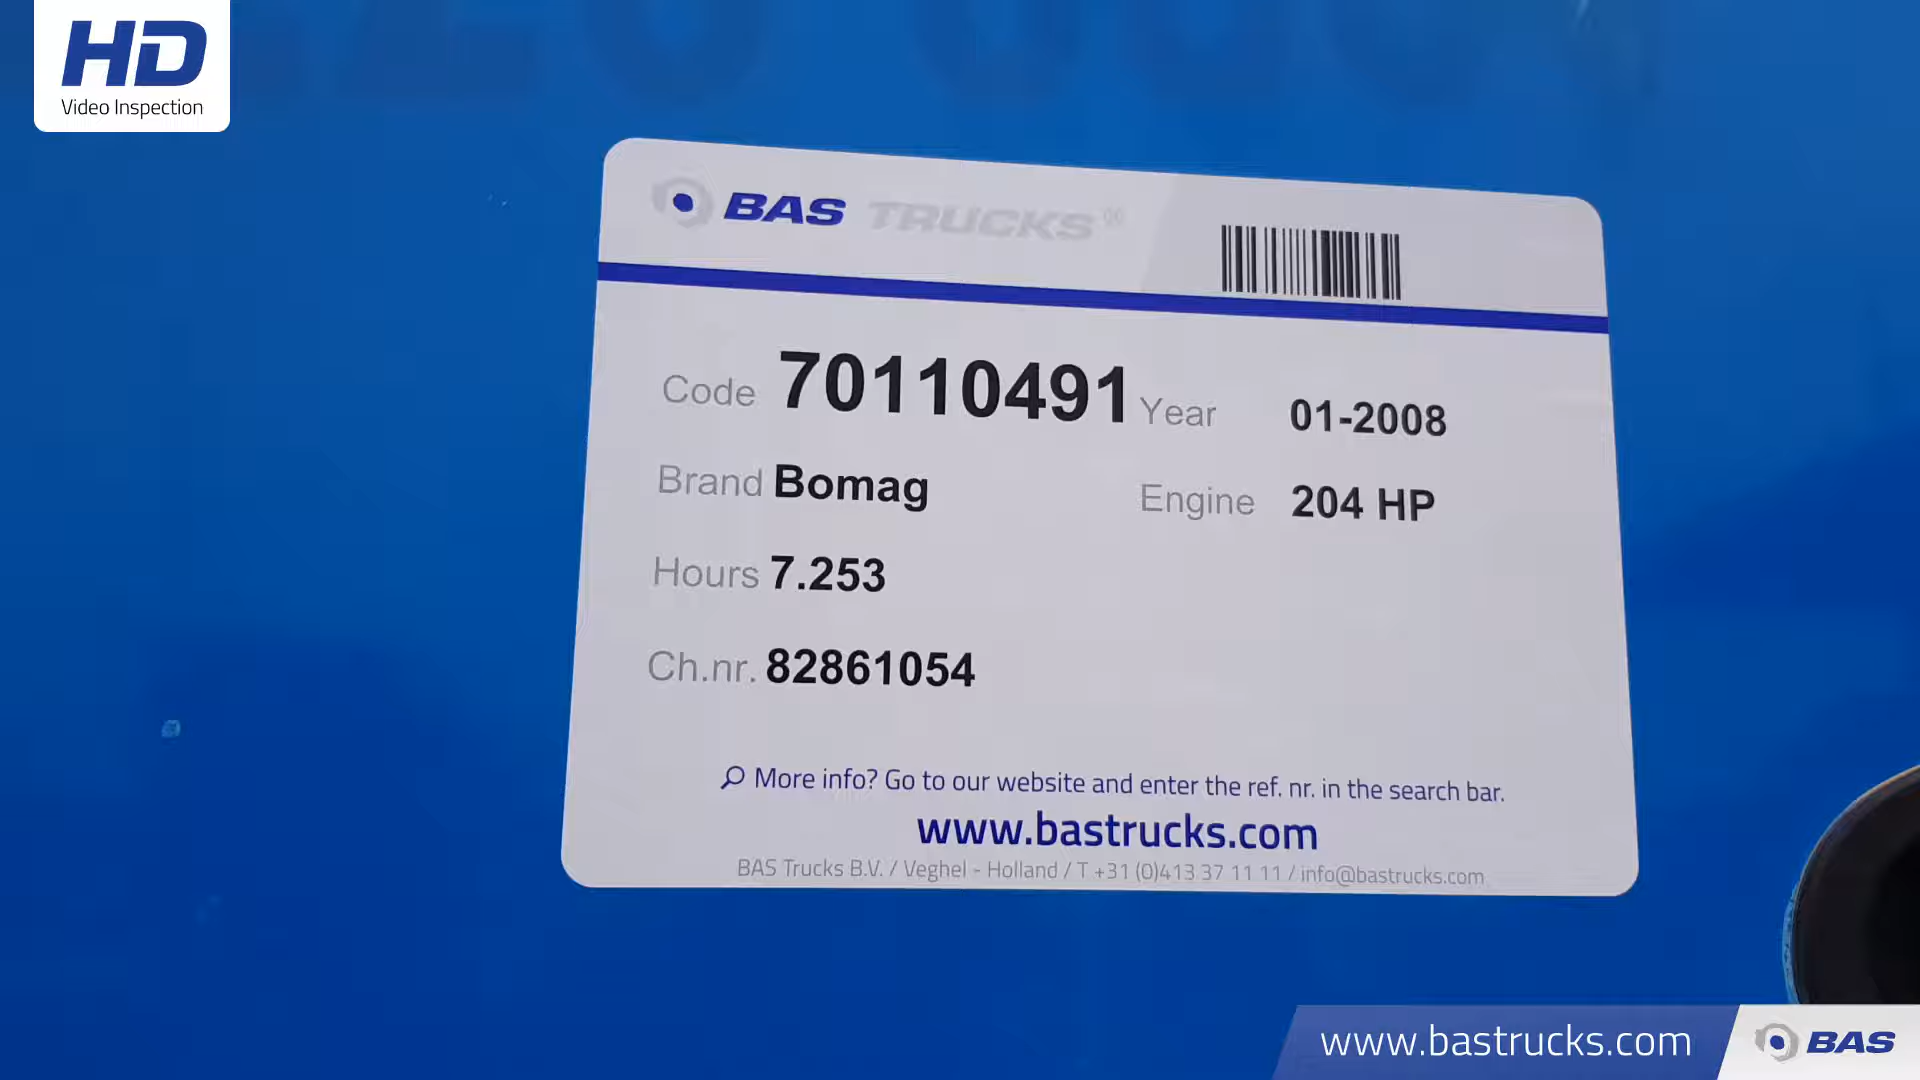 HD
Video Inspection
BAS TRUCKS
Code 70110491 Year 01-2008
Brand Bomag Engine 204 HP
Hours 7.253
Ch.nr. 82861054
More info? Go to our website and enter the ref. nr. in the search bar.
www.bastrucks.com
BAS Trucks B.V. / Veghel - Holland / T +31 (0)413 37 11 11 / info@bastrucks.com
www.bastrucks.com BAS